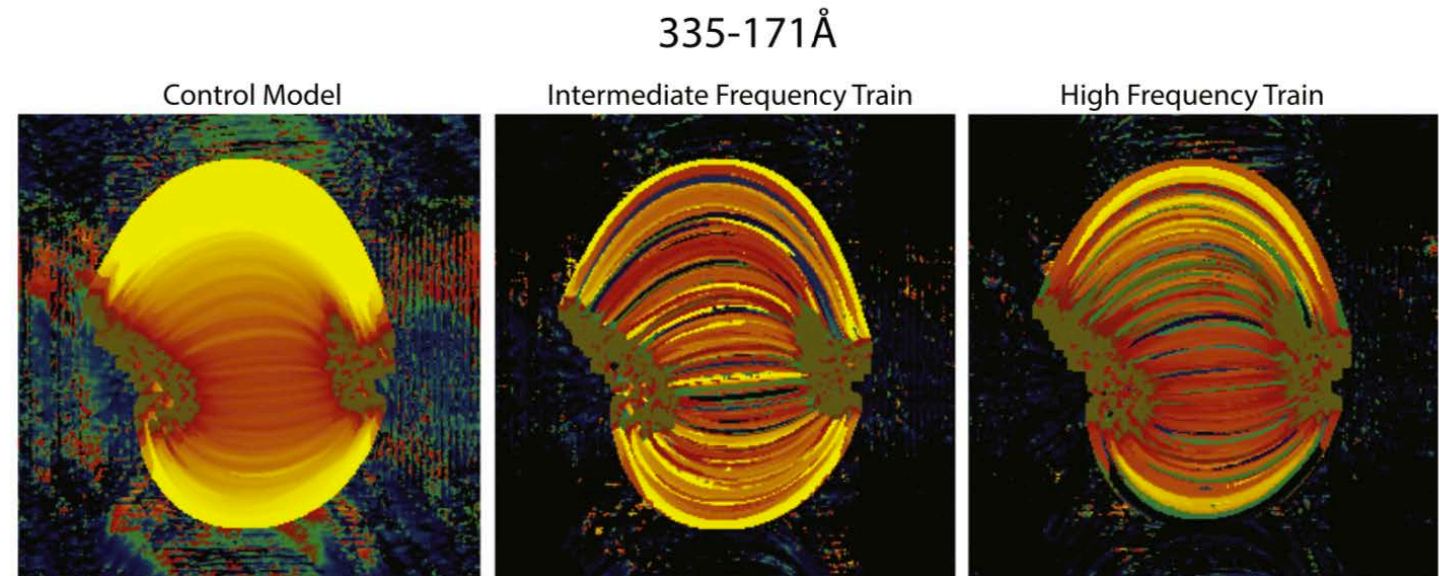 335-171Å
Control Model
Intermediate Frequency Train
High Frequency Train